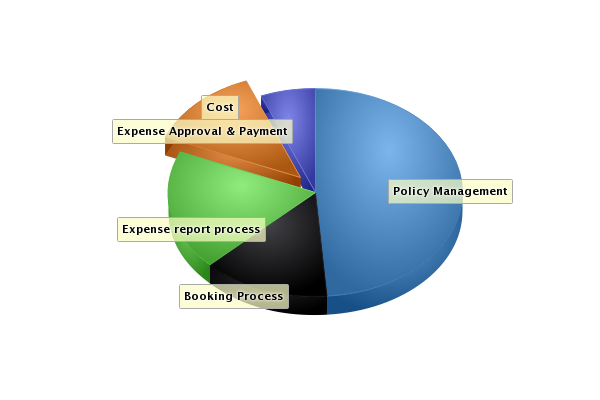 Cost
Expense Approval & Payment
Policy Management
Expense report process
Booking Process